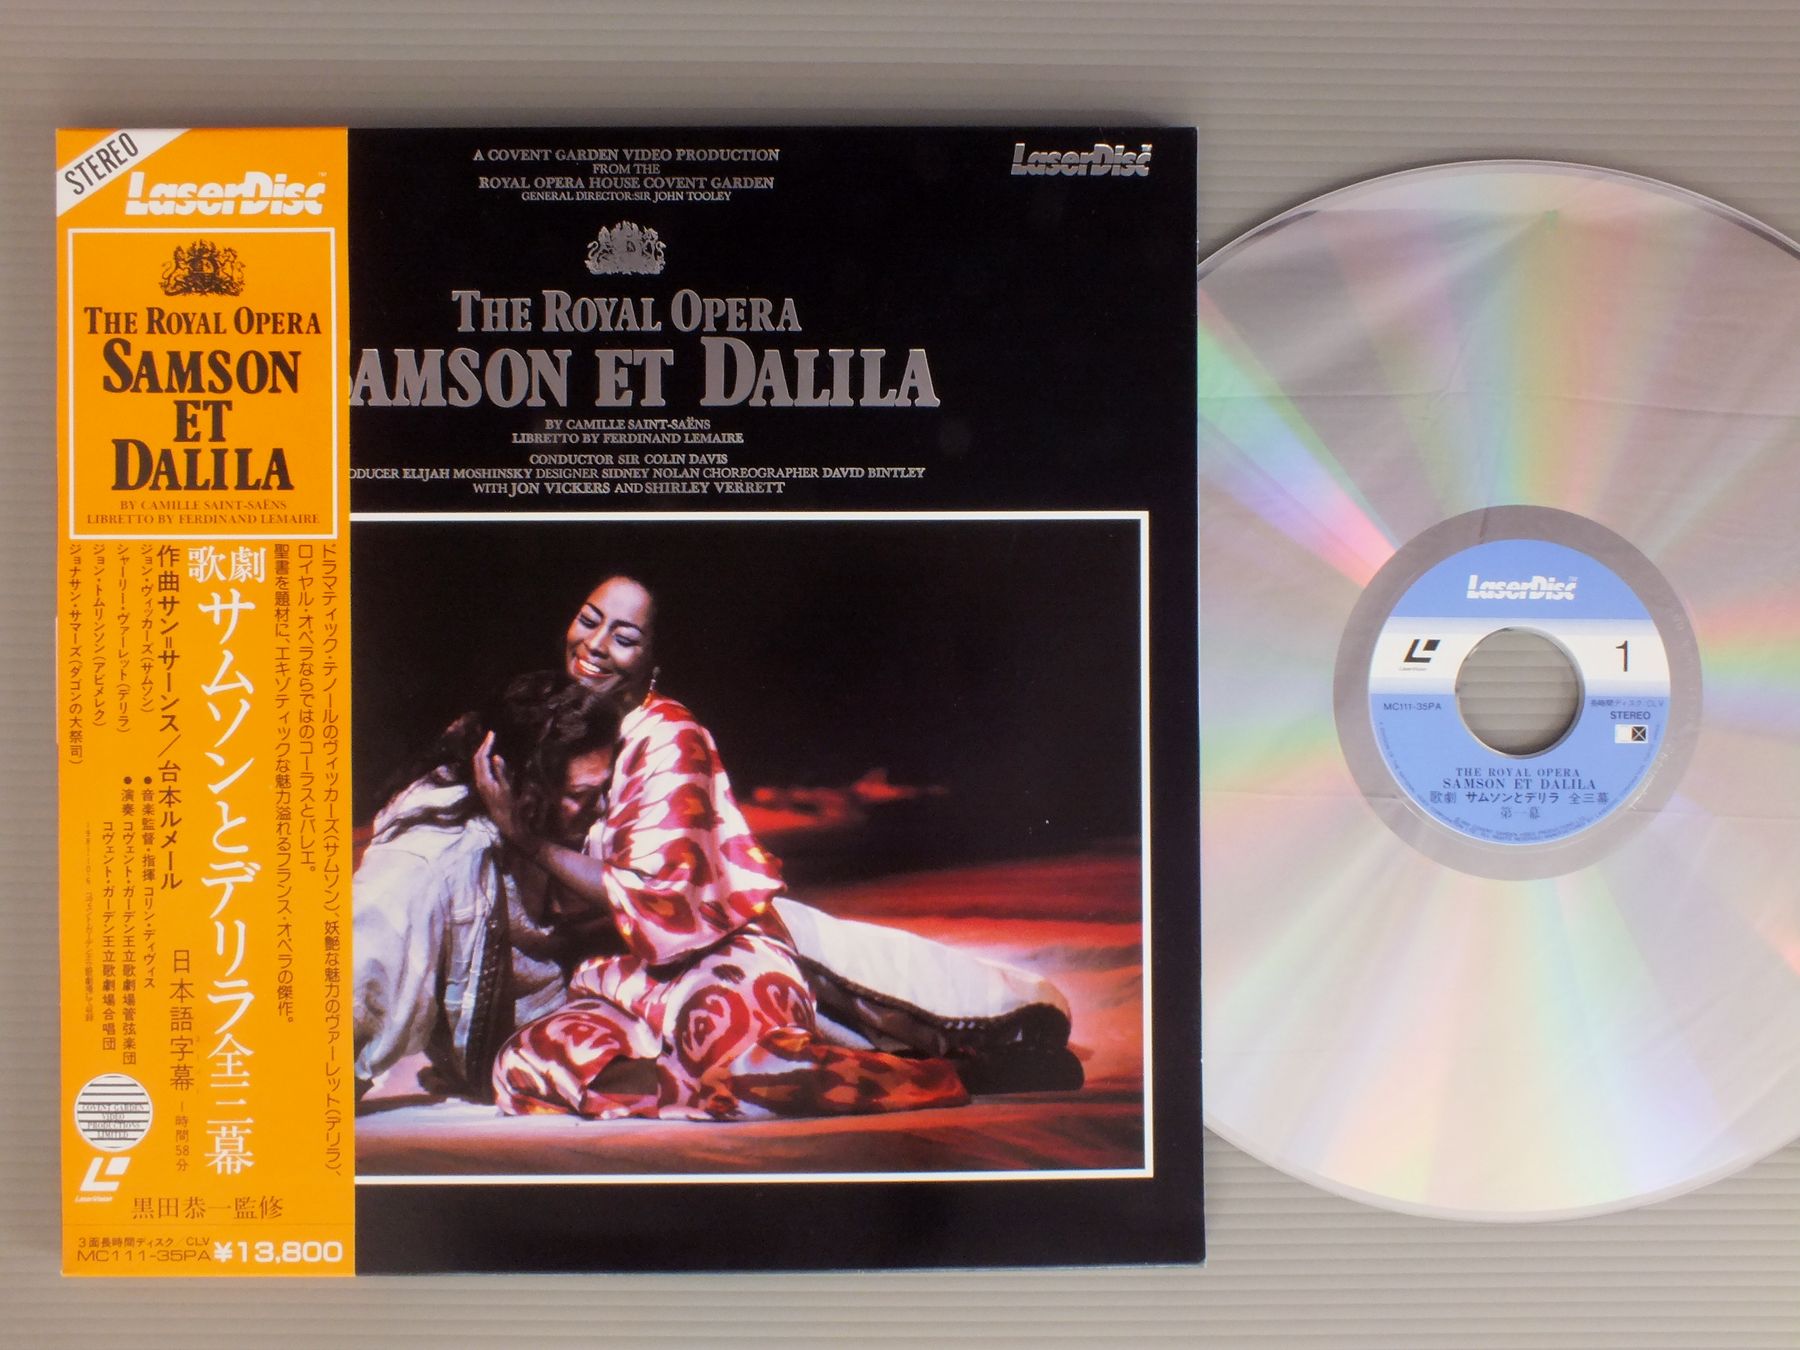 STEREO
LaserDisc
THE ROYAL OPERA
SAMSON
ET
DALILA
BY CAMILLE SAINT-SAËNS
LIBRETTO BY FERDINAND LEMAIRE
ドラマティック・テノールのヴィッカーズ(サムソン)、妖艶な魅力のヴァーレット(デリラ)、
ロイヤル・オペラならではのコーラスとバレエ。
聖書を題材に、エキゾティックな魅力溢れるフランス・オペラの傑作。
歌劇 サムソンとデリラ 全三幕
作曲サン=サーンス/台本ルメール
日本語字幕
1時間58分
ジョン・ヴィッカーズ(サムソン)
シャーリー・ヴァーレット(デリラ)
ジョン・トムリンソン(アビメレク)
ジョナサン・サマーズ(ダゴンの大祭司)
●音楽監督・指揮 コリン・デイヴィス
●演奏 コヴェント・ガーデン王立歌劇場管弦楽団
コヴェント・ガーデン王立歌劇場合唱団
COVENT GARDEN
VIDEO
PRODUCTIONS
LIMITED
LaserVision
黒田恭一監修
3面長時間ディスク/CLV
MC111-35PA ¥13,800
A COVENT GARDEN VIDEO PRODUCTION
FROM THE
ROYAL OPERA HOUSE COVENT GARDEN
GENERAL DIRECTOR:SIR JOHN TOOLEY
LaserDisc
THE ROYAL OPERA
SAMSON ET DALILA
BY CAMILLE SAINT-SAËNS
LIBRETTO BY FERDINAND LEMAIRE
CONDUCTOR SIR COLIN DAVIS
ODUCER ELIJAH MOSHINSKY DESIGNER SIDNEY NOLAN CHOREOGRAPHER DAVID BINTLEY
WITH JON VICKERS AND SHIRLEY VERRETT
LaserDisc
LaserVision
1
MC111-35PA
長時間ディスク/CLV
STEREO
THE ROYAL OPERA
SAMSON ET DALILA
歌劇 サムソンとデリラ 全三幕
第一幕